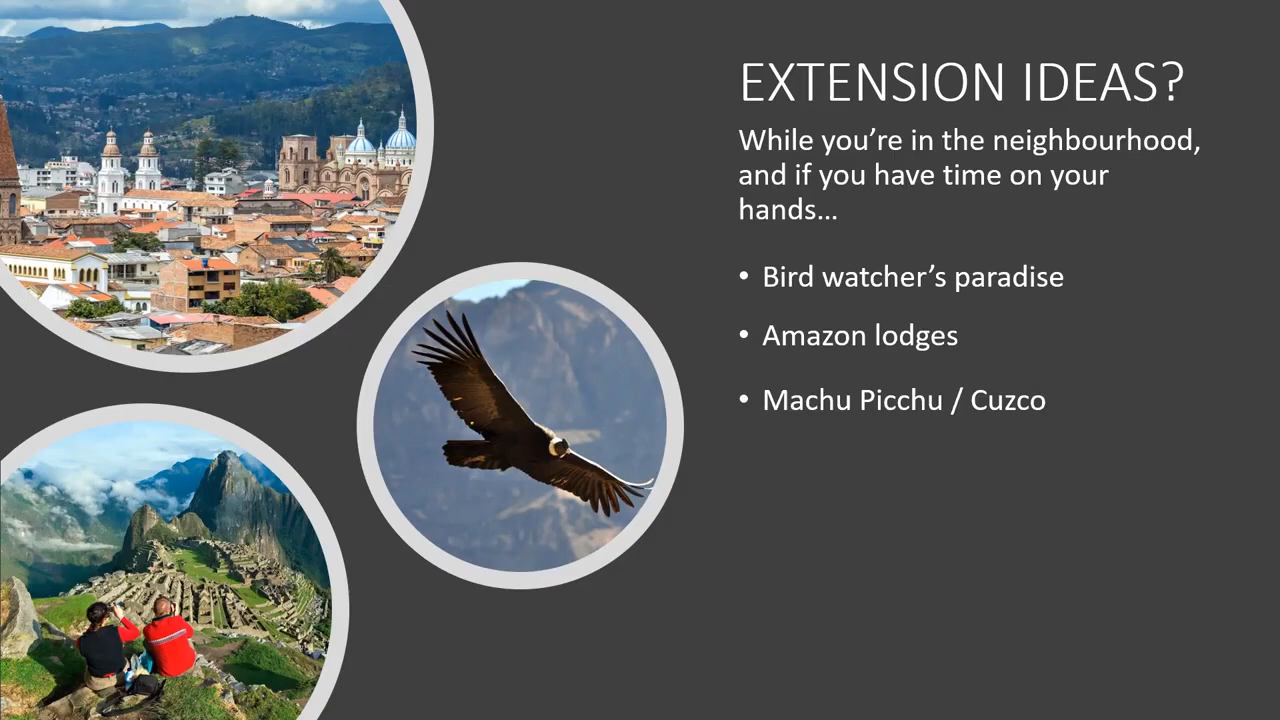 EXTENSION IDEAS?
While you’re in the neighbourhood,
and if you have time on your
hands…
• Bird watcher’s paradise
• Amazon lodges
• Machu Picchu / Cuzco